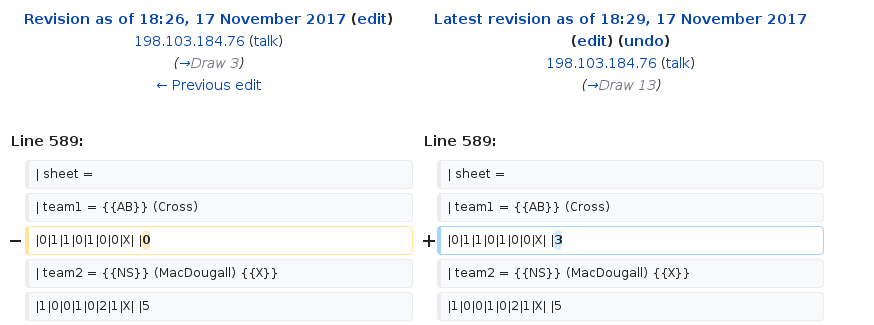 Revision as of 18:26, 17 November 2017 (edit)
198.103.184.76 (talk)
(→Draw 3)
← Previous edit
Latest revision as of 18:29, 17 November 2017
(edit) (undo)
198.103.184.76 (talk)
(→Draw 13)
Line 589:
Line 589:
| sheet =
| sheet =
| team1 = {{AB}} (Cross)
| team1 = {{AB}} (Cross)
− |0|1|1|0|1|0|0|X| |0
+ |0|1|1|0|1|0|0|X| |3
| team2 = {{NS}} (MacDougall) {{X}}
| team2 = {{NS}} (MacDougall) {{X}}
|1|0|0|1|0|2|1|X| |5
|1|0|0|1|0|2|1|X| |5